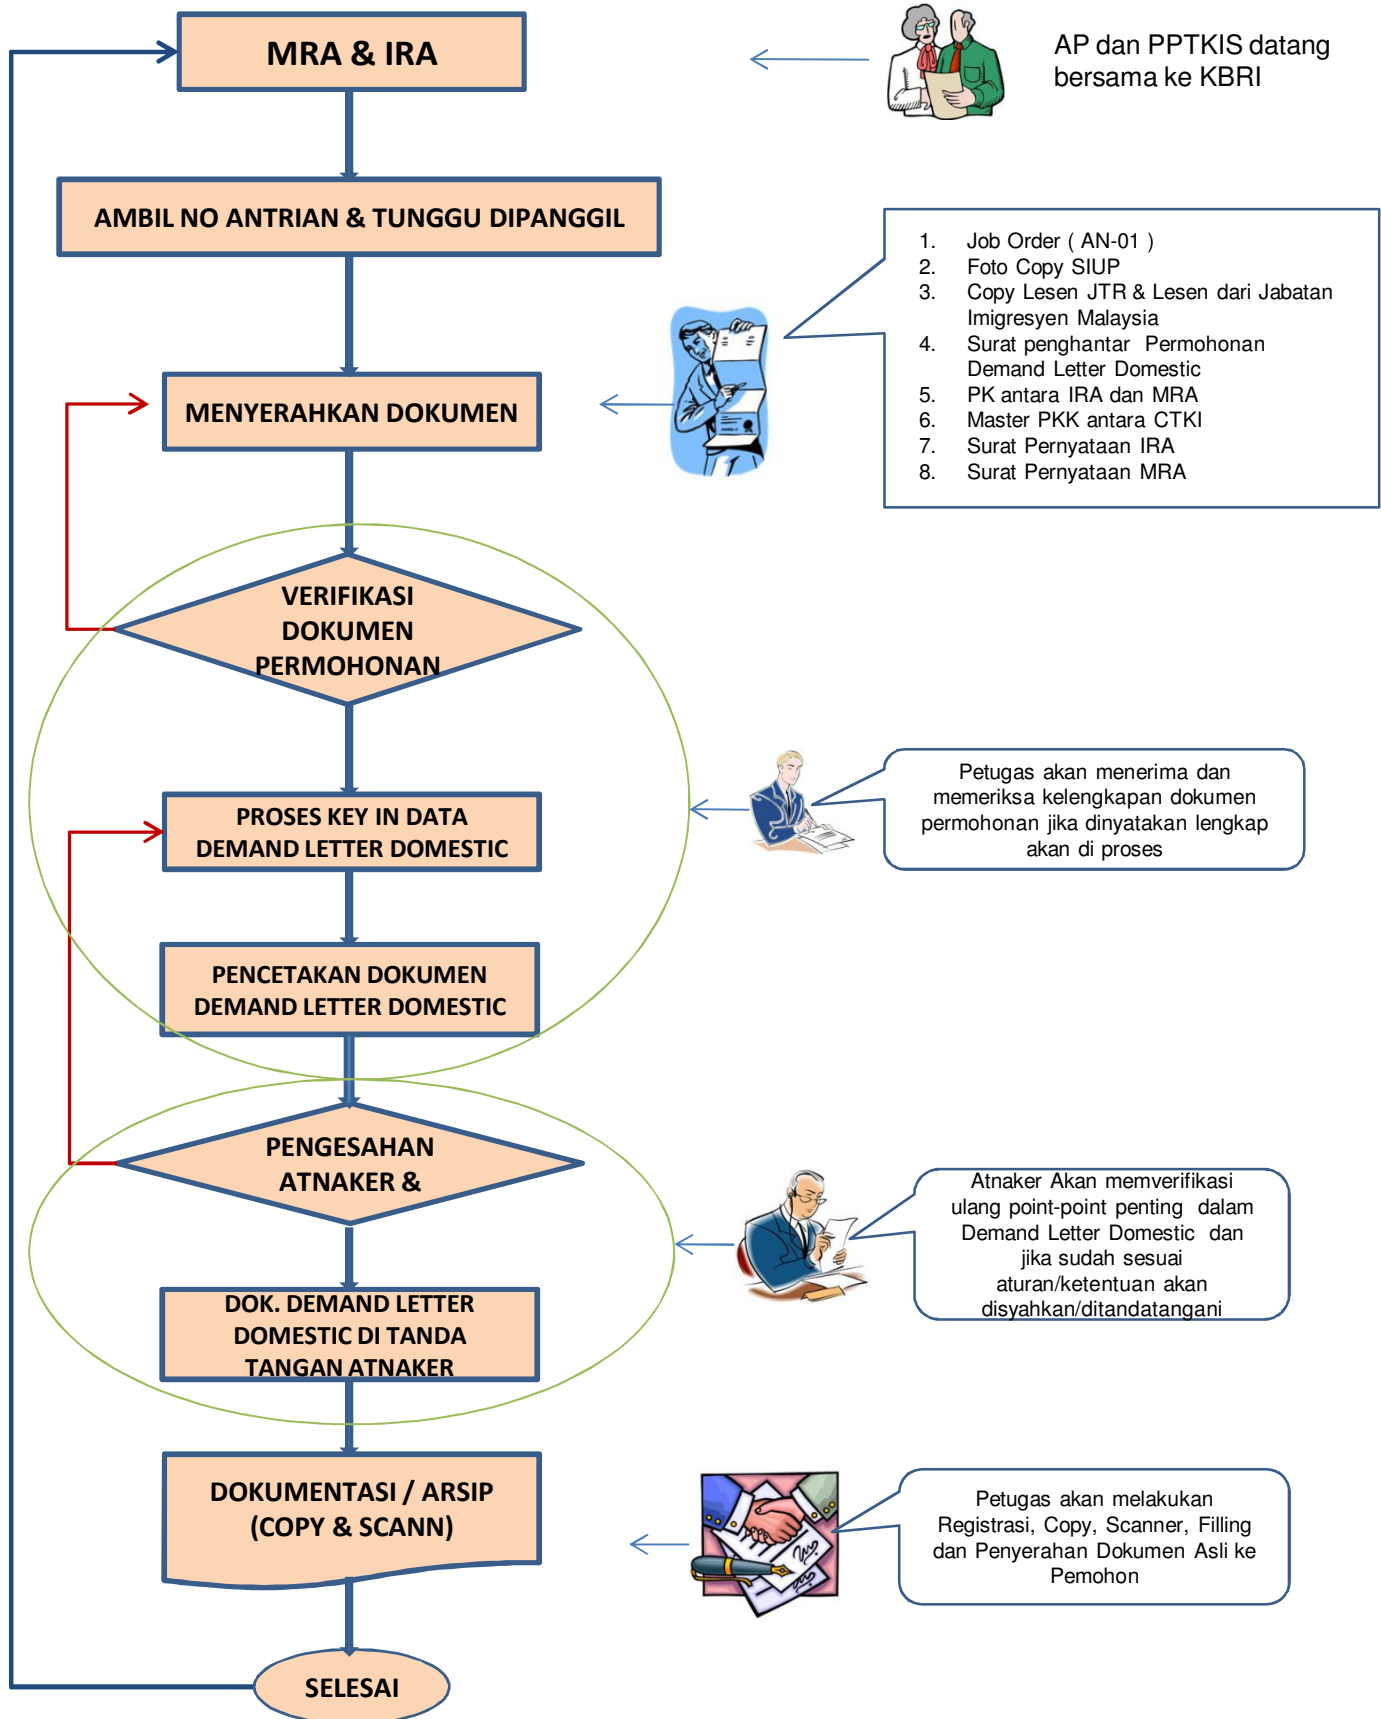 MRA & IRA
AP dan PPTKIS datang
bersama ke KBRI
AMBIL NO ANTRIAN & TUNGGU DIPANGGIL
1. Job Order ( AN-01 )
2. Foto Copy SIUP
3. Copy Lesen JTR & Lesen dari Jabatan
Imigresyen Malaysia
4. Surat penghantar Permohonan
Demand Letter Domestic
5. PK antara IRA dan MRA
6. Master PKK antara CTKI
7. Surat Pernyataan IRA
8. Surat Pernyataan MRA
MENYERAHKAN DOKUMEN
VERIFIKASI
DOKUMEN
PERMOHONAN
PROSES KEY IN DATA
DEMAND LETTER DOMESTIC
Petugas akan menerima dan
memeriksa kelengkapan dokumen
permohonan jika dinyatakan lengkap
akan di proses
PENCETAKAN DOKUMEN
DEMAND LETTER DOMESTIC
PENGESAHAN
ATNAKER &
Atnaker Akan memverifikasi
ulang point-point penting dalam
Demand Letter Domestic dan
jika sudah sesuai
aturan/ketentuan akan
disyahkan/ditandatangani
DOK. DEMAND LETTER
DOMESTIC DI TANDA
TANGAN ATNAKER
DOKUMENTASI / ARSIP
(COPY & SCANN)
Petugas akan melakukan
Registrasi, Copy, Scanner, Filling
dan Penyerahan Dokumen Asli ke
Pemohon
SELESAI